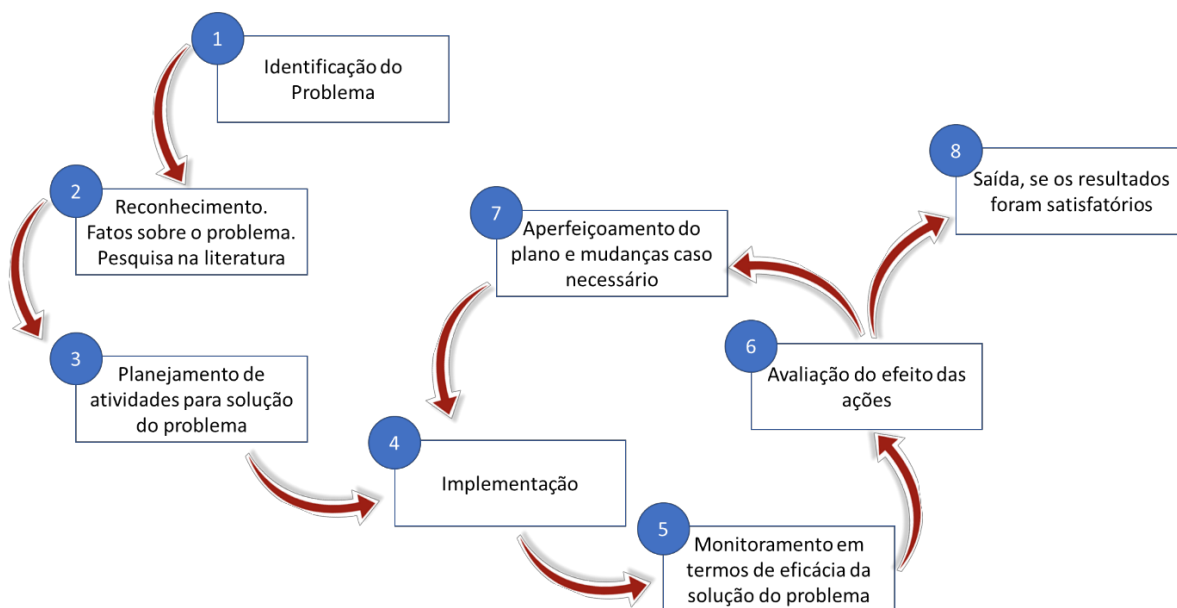 1
Identificação do
Problema
2
Reconhecimento.
Fatos sobre o problema.
Pesquisa na literatura
3
Planejamento de
atividades para solução
do problema
4
Implementação
5
Monitoramento em
termos de eficácia da
solução do problema
6
Avaliação do efeito das
ações
7
Aperfeiçoamento do
plano e mudanças caso
necessário
8
Saída, se os resultados
foram satisfatórios